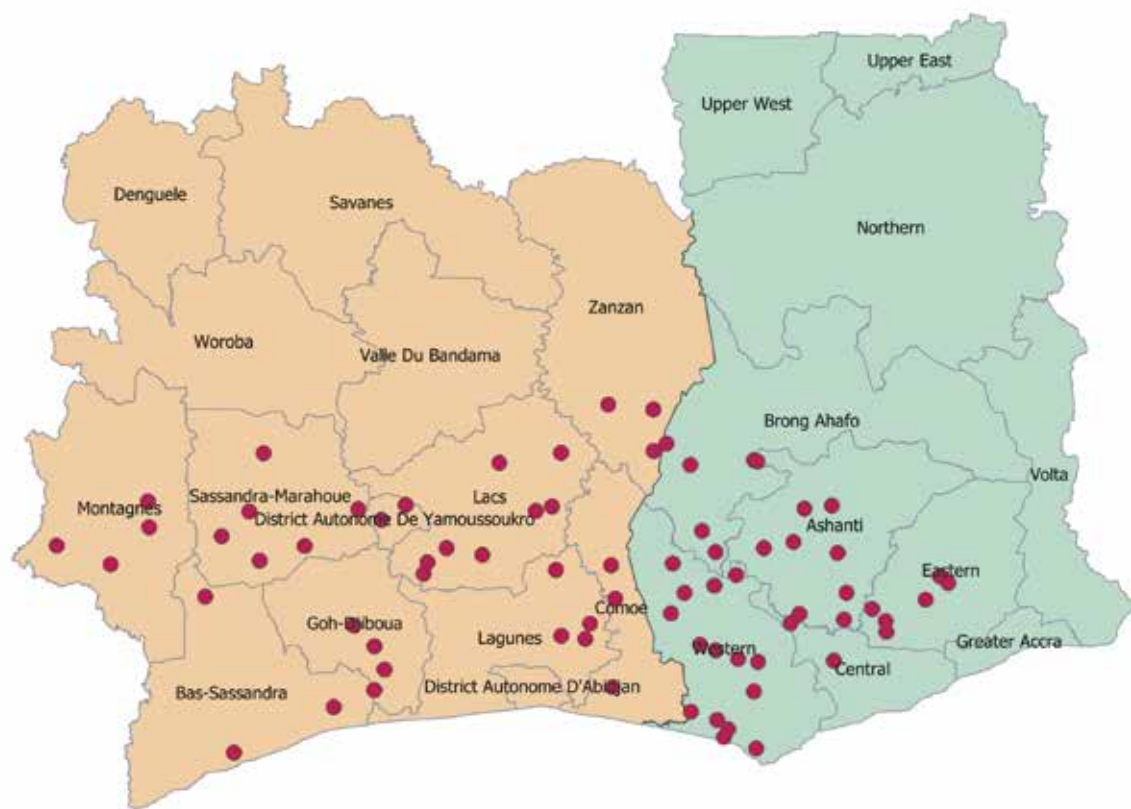 Upper East
Upper West
Denguele
Savanes
Northern
Zanzan
Woroba
Valle Du Bandama
Brong Ahafo
Volta
Montagnes
Sassandra-Marahoue
Lacs
District Autonome De Yamoussoukro
Ashanti
Eastern
Comoe
Goh-Djiboua
Lagunes
Western
Greater Accra
Central
Bas-Sassandra
District Autonome D'Abidjan